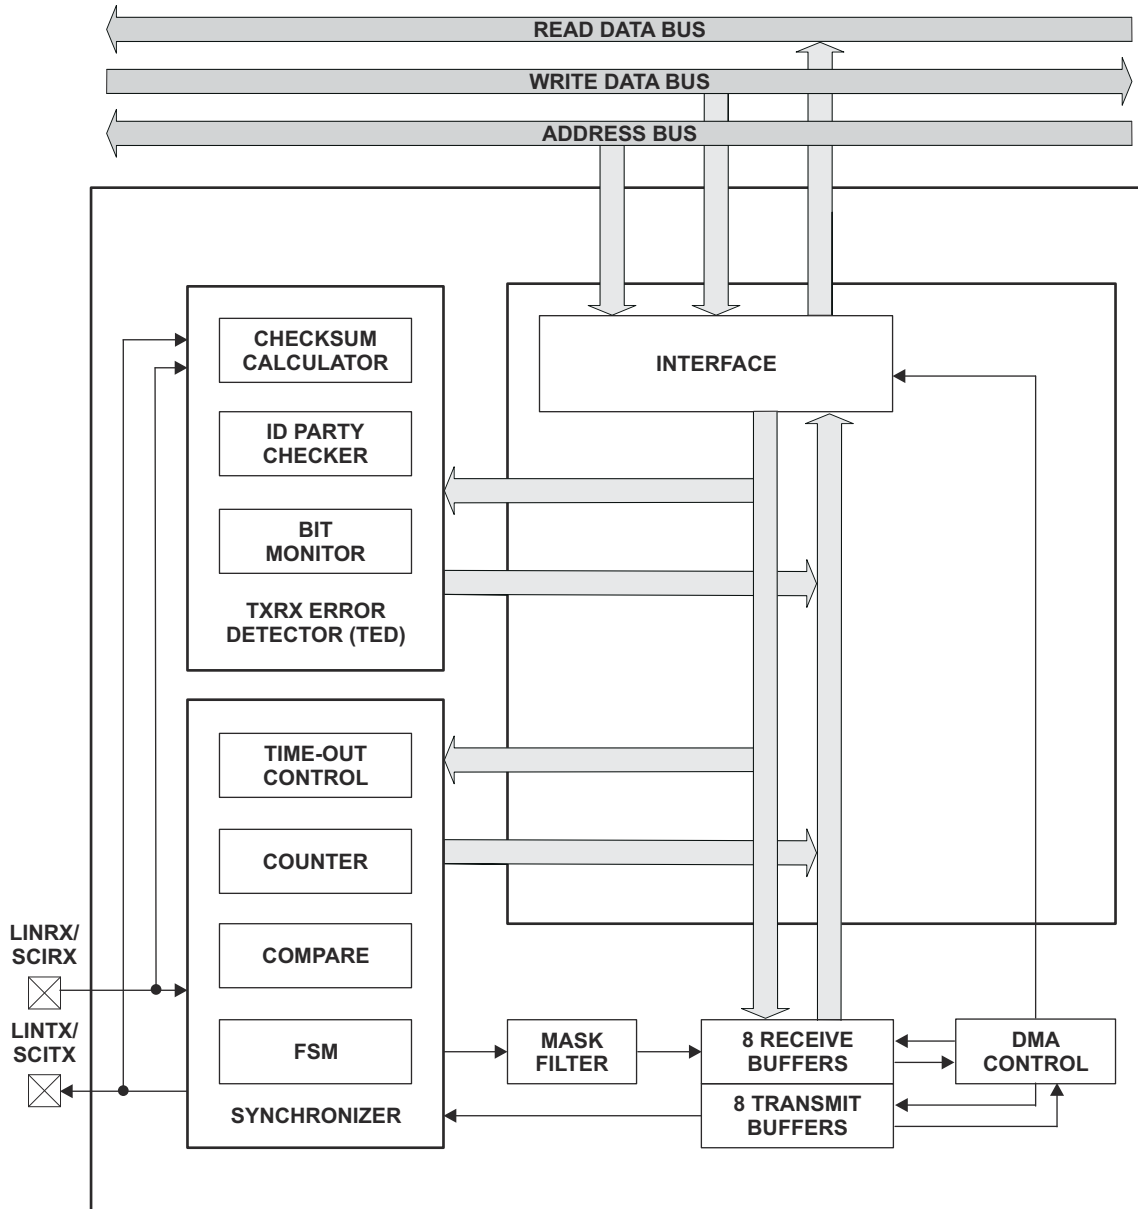 READ DATA BUS
WRITE DATA BUS
ADDRESS BUS
CHECKSUM
CALCULATOR
INTERFACE
ID PARTY
CHECKER
BIT
MONITOR
TXRX ERROR
DETECTOR (TED)
TIME-OUT
CONTROL
COUNTER
COMPARE
LINRX/
SCIRX
LINTX/
SCITX
FSM
SYNCHRONIZER
MASK
FILTER
8 RECEIVE
BUFFERS
8 TRANSMIT
BUFFERS
DMA
CONTROL